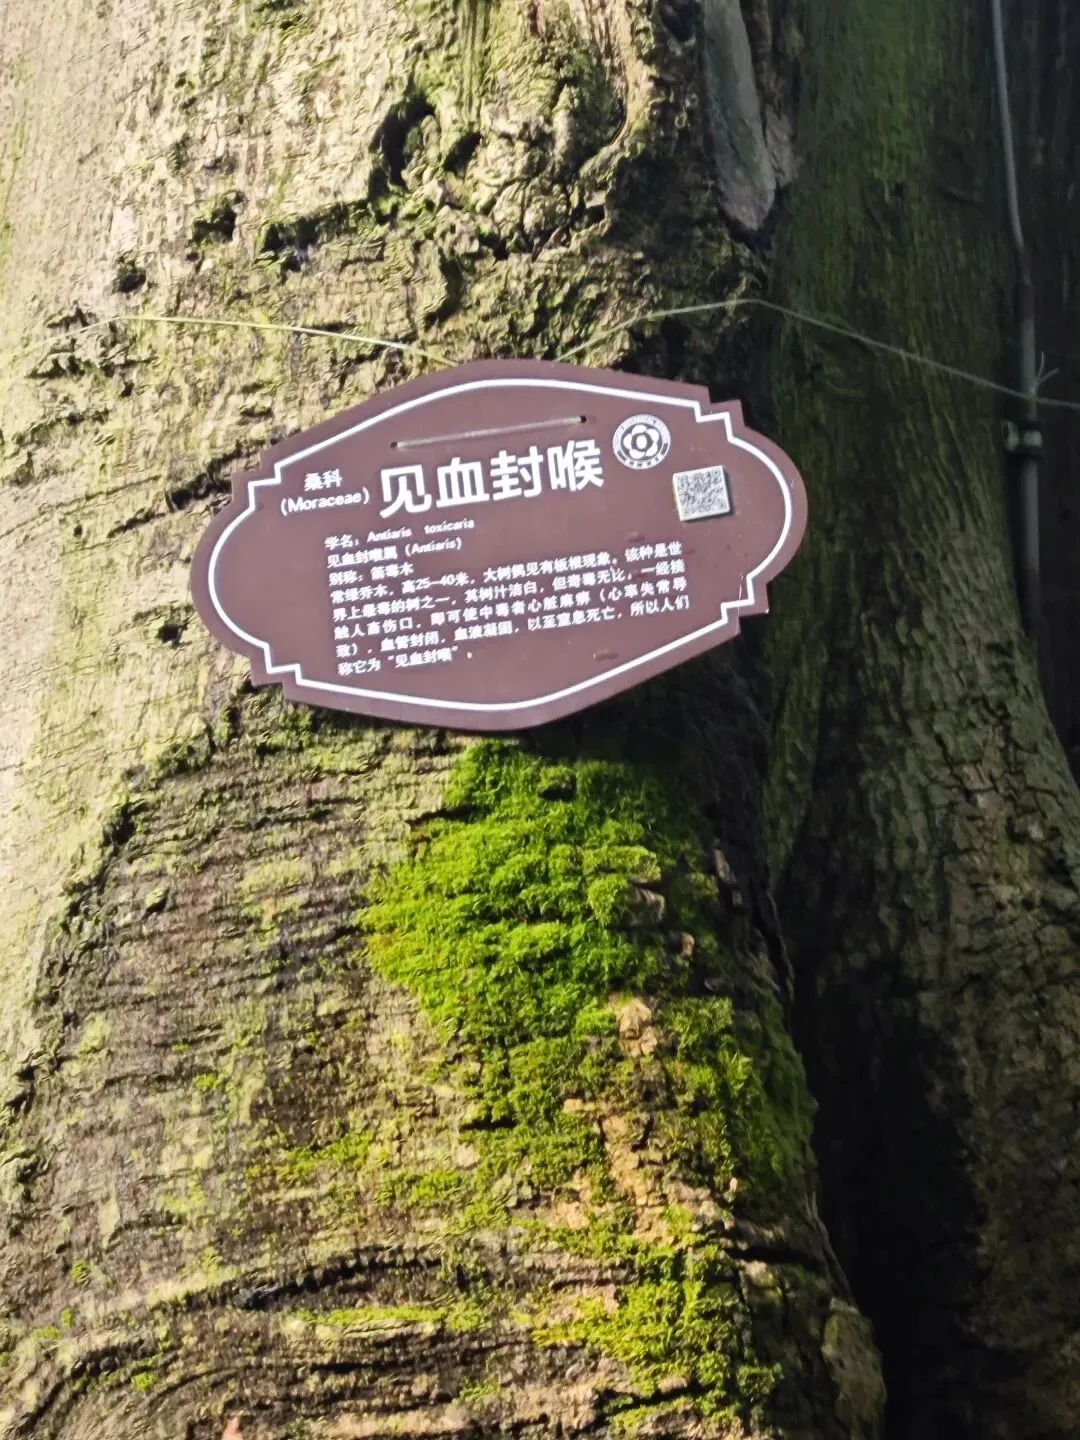 桑科
(Moraceae)
见血封喉
学名：Antiaris toxicaria
见血封喉属（Antiaris）
别称：箭毒木
常绿乔木，高25—40米，大树偶见有板根现象。该种是世
界上最毒的树之一，其树汁洁白，但奇毒无比，一经接
触人畜伤口，即可使中毒者心脏麻痹（心率失常导
致），血管封闭，血液凝固，以至窒息死亡，所以人们
称它为“见血封喉”。